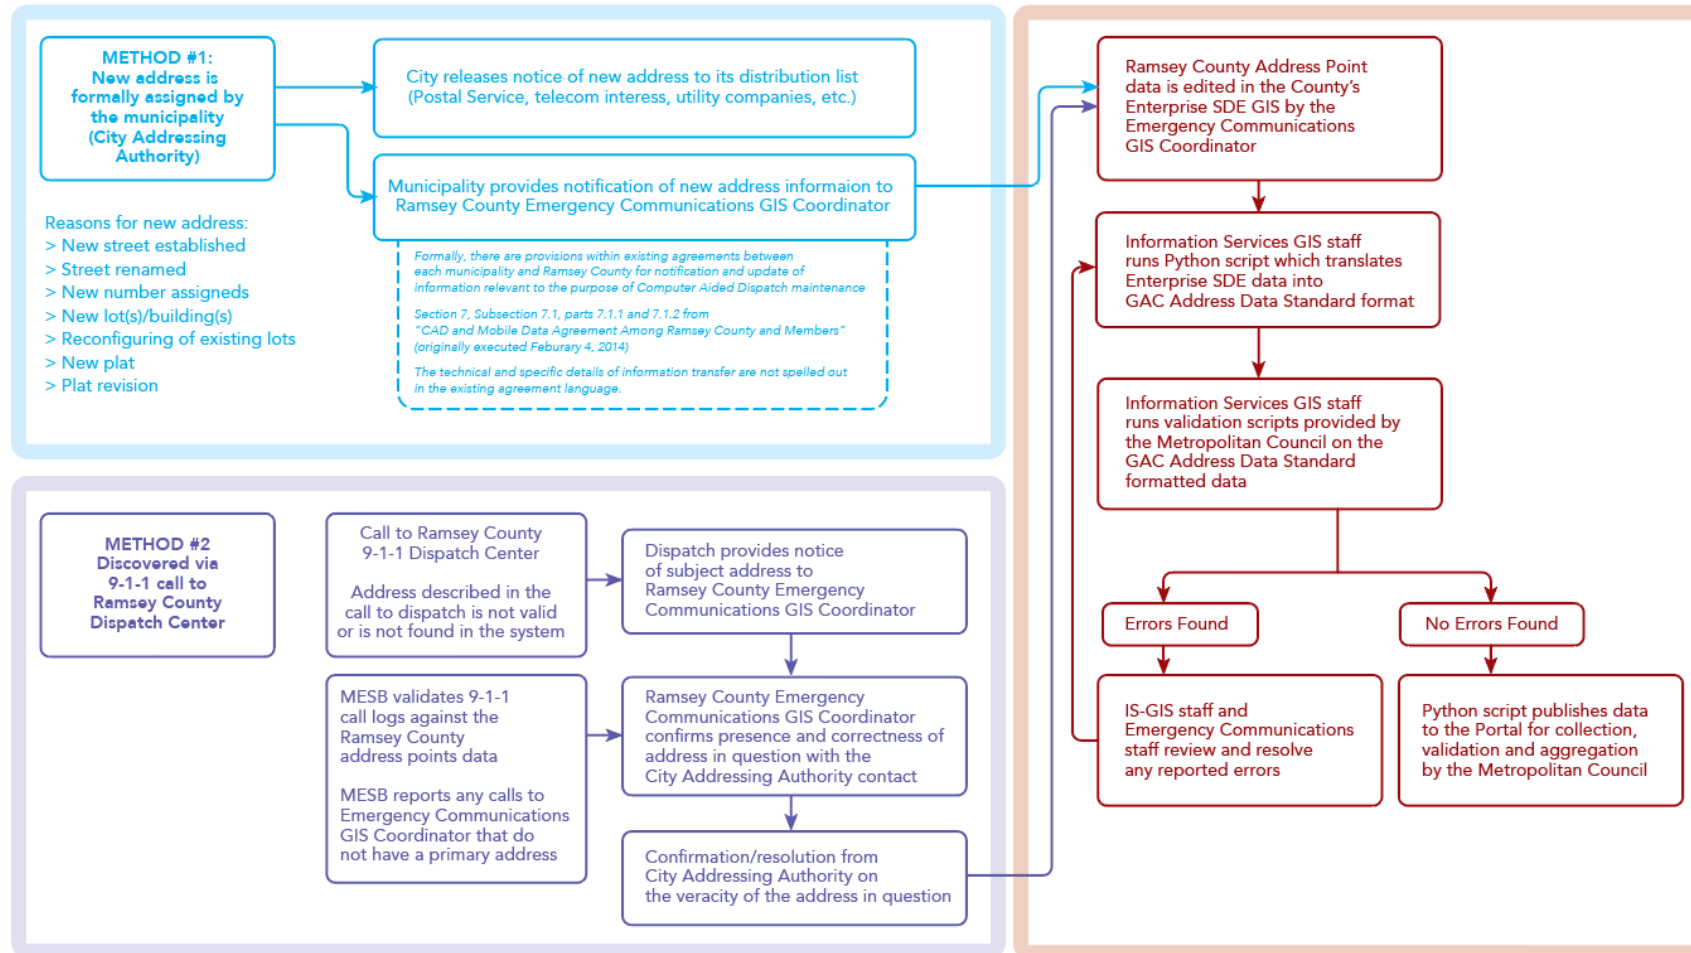 METHOD #1:
New address is
formally assigned by
the municipality
(City Addressing
Authority)
City releases notice of new address to its distribution list
(Postal Service, telecom interess, utility companies, etc.)
Municipality provides notification of new address informaion to
Ramsey County Emergency Communications GIS Coordinator
Formally, there are provisions within existing agreements between
each municipality and Ramsey County for notification and update of
information relevant to the purpose of Computer Aided Dispatch maintenance
Section 7, Subsection 7.1, parts 7.1.1 and 7.1.2 from
"CAD and Mobile Data Agreement Among Ramsey County and Members"
(originally executed Feburary 4, 2014)
The technical and specific details of information transfer are not spelled out
in the existing agreement language.
Reasons for new address:
> New street established
> Street renamed
> New number assigneds
> New lot(s)/building(s)
> Reconfiguring of existing lots
> New plat
> Plat revision
METHOD #2
Discovered via
9-1-1 call to
Ramsey County
Dispatch Center
Call to Ramsey County
9-1-1 Dispatch Center
Address described in the
call to dispatch is not valid
or is not found in the system
MESB validates 9-1-1
call logs against the
Ramsey County
address points data
MESB reports any calls to
Emergency Communications
GIS Coordinator that do
not have a primary address
Dispatch provides notice
of subject address to
Ramsey County Emergency
Communications GIS Coordinator
Ramsey County Emergency
Communications GIS Coordinator
confirms presence and correctness of
address in question with the
City Addressing Authority contact
Confirmation/resolution from
City Addressing Authority on
the veracity of the address in question
Ramsey County Address Point
data is edited in the County's
Enterprise SDE GIS by the
Emergency Communications
GIS Coordinator
Information Services GIS staff
runs Python script which translates
Enterprise SDE data into
GAC Address Data Standard format
Information Services GIS staff
runs validation scripts provided by
the Metropolitan Council on the
GAC Address Data Standard
formatted data
Errors Found
No Errors Found
IS-GIS staff and
Emergency Communications
staff review and resolve
any reported errors
Python script publishes data
to the Portal for collection,
validation and aggregation
by the Metropolitan Council